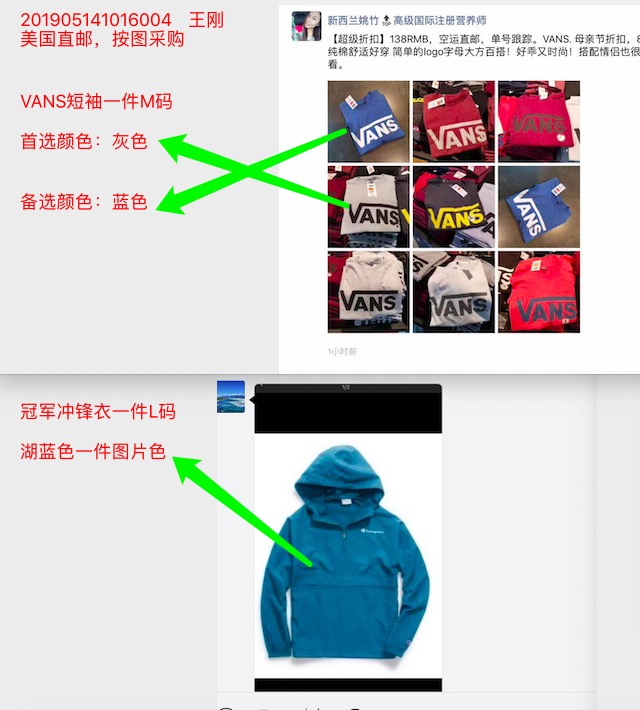 201905141016004 王刚
美国直邮，按图采购
VANS短袖一件M码
首选颜色：灰色
备选颜色：蓝色
新西兰姚竹🔝高级国际注册营养师
【超级折扣】138RMB，空运直邮，单号跟踪。VANS. 母亲节折扣，8
纯棉舒适好穿 简单的logo字母大方百搭！好乖又时尚！搭配情侣也很
看。
VANS
VANS
VANS
VANS
VANS
VANS
VANS
VANS
VANS
1小时前
冠军冲锋衣一件L码
湖蓝色一件图片色
1/2
Champion